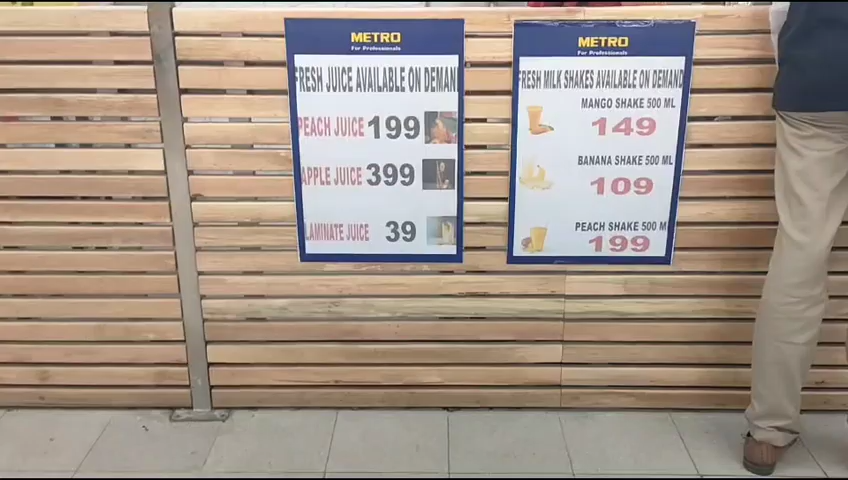 METRO
For Professionals
FRESH JUICE AVAILABLE ON DEMAN
PEACH JUICE 199
APPLE JUICE 399
LAMINATE JUICE 39
METRO
For Professionals
FRESH MILK SHAKES AVAILABLE ON DEMAND
MANGO SHAKE 500 ML
149
BANANA SHAKE 500 ML
109
PEACH SHAKE 500 M
199